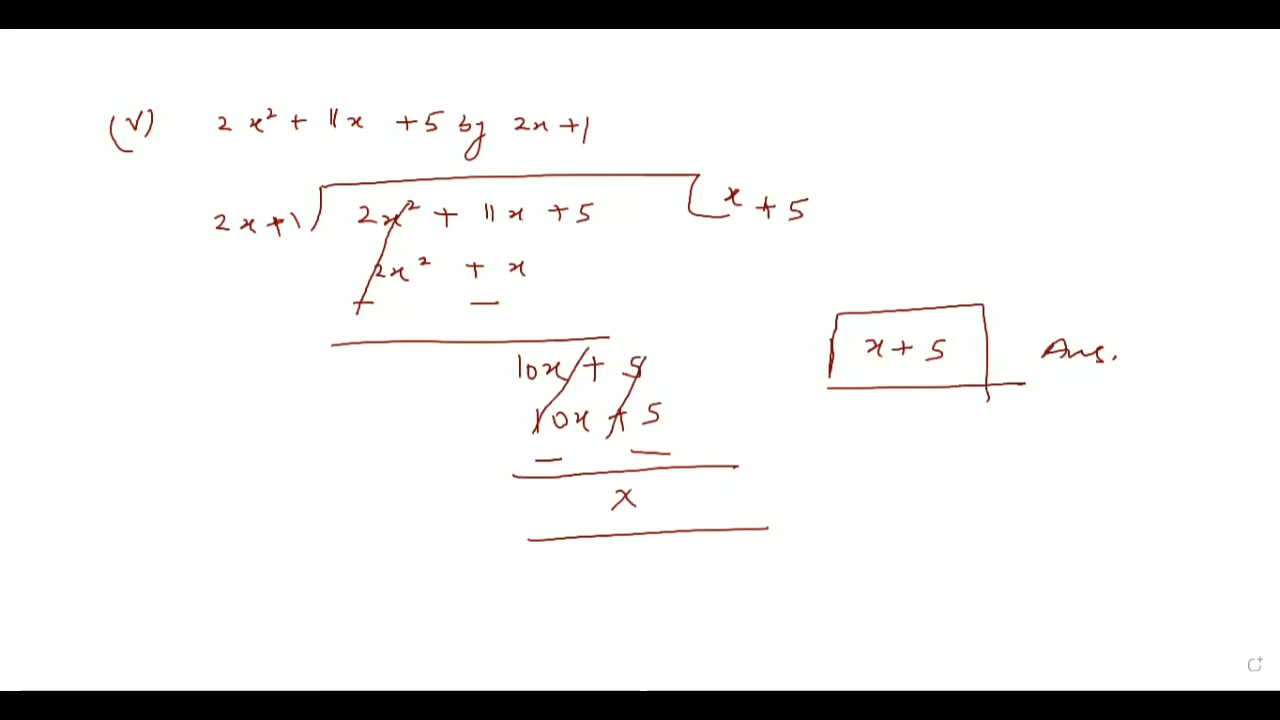 (V) 2x² + 11x + 5 by 2x + 1
2x + 1 ) 2x² + 11x + 5 ( x + 5
2x² + x
— —
10x + 5
10x + 5
— —
x
x + 5 Ans.